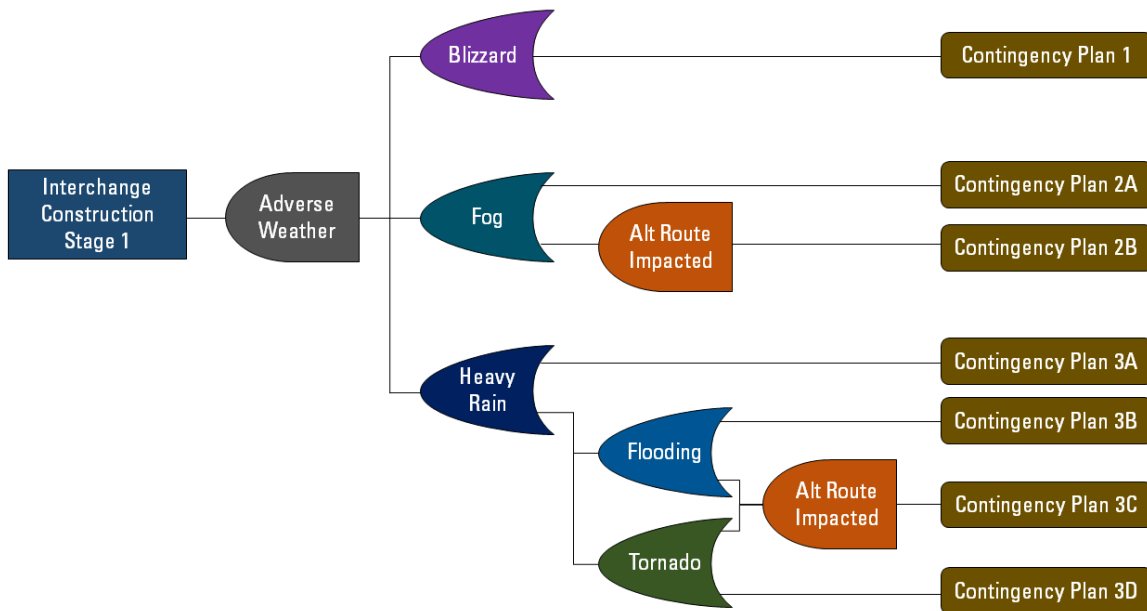 Blizzard
Contingency Plan 1
Interchange
Construction
Stage 1
Adverse
Weather
Fog
Contingency Plan 2A
Alt Route
Impacted
Contingency Plan 2B
Heavy
Rain
Contingency Plan 3A
Flooding
Contingency Plan 3B
Alt Route
Impacted
Contingency Plan 3C
Tornado
Contingency Plan 3D